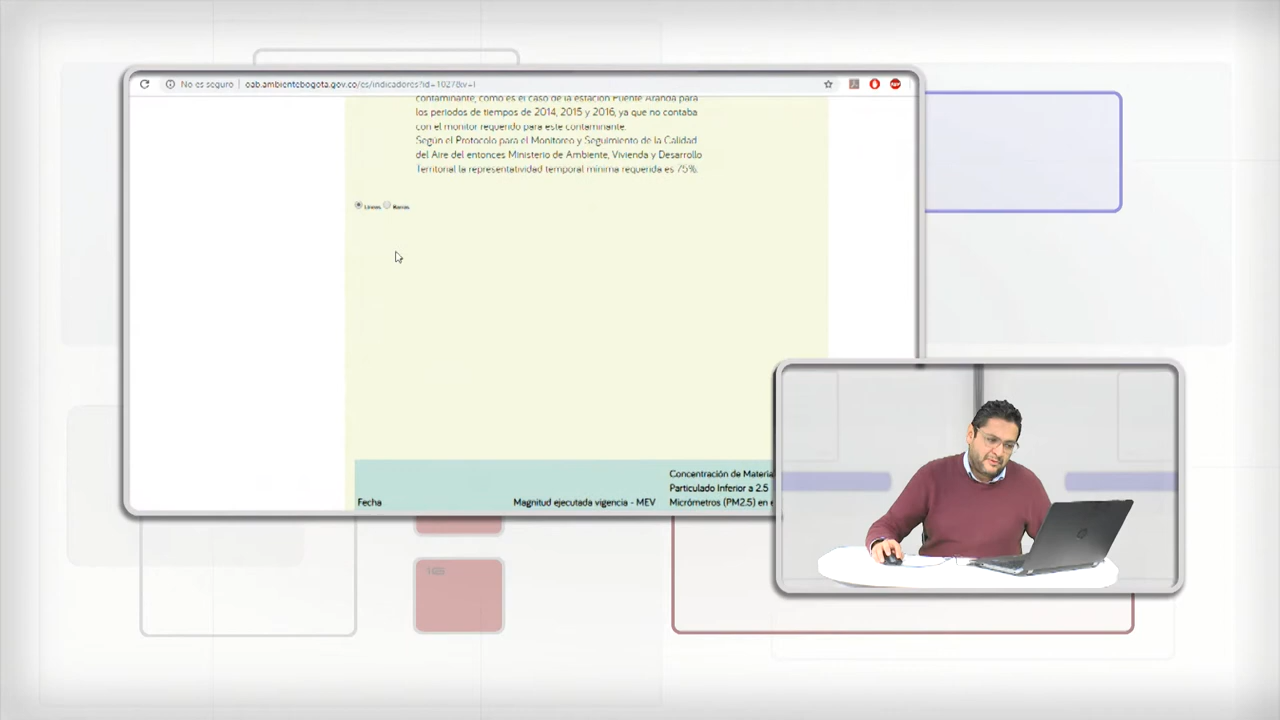 No es seguro | oab.ambientebogota.gov.co/es/indicadores?id=1027&v=l
contaminante, como es el caso de la estación Puente Aranda para
los periodos de tiempos de 2014, 2015 y 2016, ya que no contaba
con el monitor requerido para este contaminante.
Según el Protocolo para el Monitoreo y Seguimiento de la Calidad
del Aire del entonces Ministerio de Ambiente, Vivienda y Desarrollo
Territorial la representatividad temporal mínima requerida es 75%.
Líneas Barras
Concentración de Materia
Particulado Inferior a 2.5
Fecha Magnitud ejecutada vigencia - MEV Micrómetros (PM2.5) en e